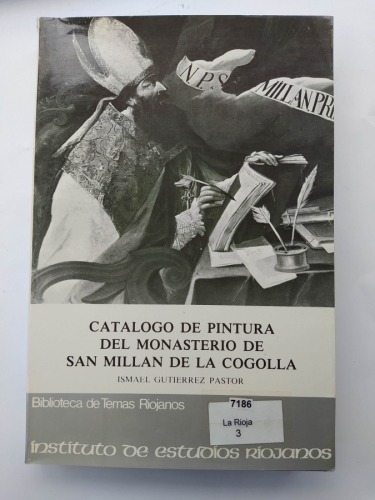 N.P.S.
MILLAN PR
CATALOGO DE PINTURA
DEL MONASTERIO DE
SAN MILLAN DE LA COGOLLA
ISMAEL GUTIERREZ PASTOR
Biblioteca de Temas Riojanos
7186
La Rioja
3
instituto de estudios riojanos